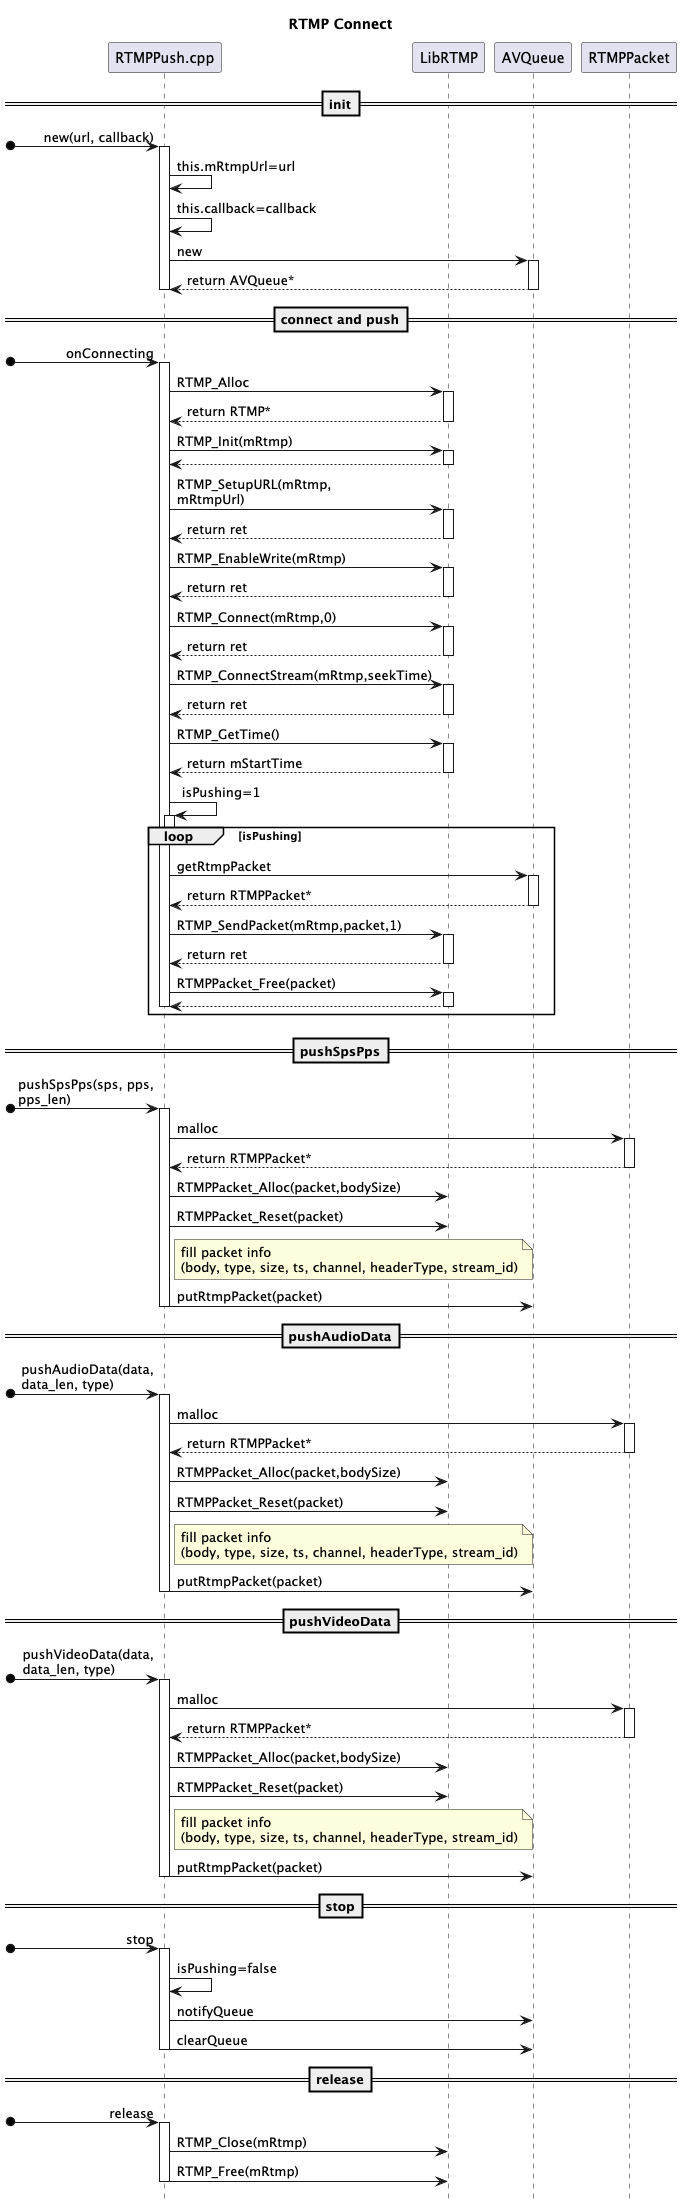 RTMP Connect
RTMPPush.cpp
LibRTMP
AVQueue
RTMPPacket
init
new(url, callback)
this.mRtmpUrl=url
this.callback=callback
new
return AVQueue*
connect and push
onConnecting
RTMP_Alloc
return RTMP*
RTMP_Init(mRtmp)
RTMP_SetupURL(mRtmp,
mRtmpUrl)
return ret
RTMP_EnableWrite(mRtmp)
return ret
RTMP_Connect(mRtmp,0)
return ret
RTMP_ConnectStream(mRtmp,seekTime)
return ret
RTMP_GetTime()
return mStartTime
isPushing=1
loop
[isPushing]
getRtmpPacket
return RTMPPacket*
RTMP_SendPacket(mRtmp,packet,1)
return ret
RTMPPacket_Free(packet)
pushSpsPps
pushSpsPps(sps, pps,
pps_len)
malloc
return RTMPPacket*
RTMPPacket_Alloc(packet,bodySize)
RTMPPacket_Reset(packet)
fill packet info
(body, type, size, ts, channel, headerType, stream_id)
putRtmpPacket(packet)
pushAudioData
pushAudioData(data,
data_len, type)
malloc
return RTMPPacket*
RTMPPacket_Alloc(packet,bodySize)
RTMPPacket_Reset(packet)
fill packet info
(body, type, size, ts, channel, headerType, stream_id)
putRtmpPacket(packet)
pushVideoData
pushVideoData(data,
data_len, type)
malloc
return RTMPPacket*
RTMPPacket_Alloc(packet,bodySize)
RTMPPacket_Reset(packet)
fill packet info
(body, type, size, ts, channel, headerType, stream_id)
putRtmpPacket(packet)
stop
stop
isPushing=false
notifyQueue
clearQueue
release
release
RTMP_Close(mRtmp)
RTMP_Free(mRtmp)